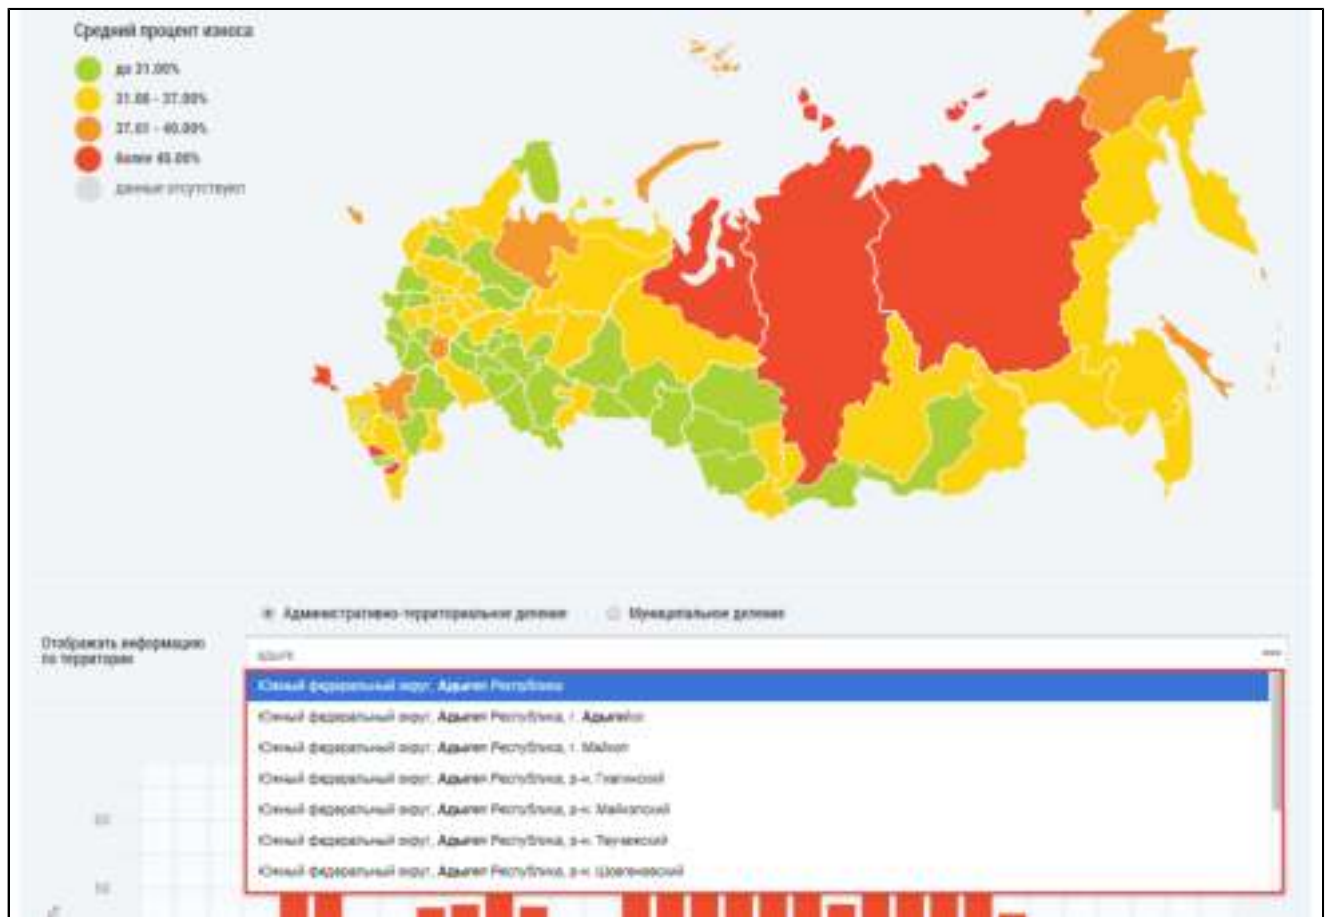 Средний процент износа
до 31.00%
31.00 - 37.00%
37.01 - 40.00%
более 40.00%
данные отсутствуют
Административно-территориальное деление
Муниципальное деление
Отображать информацию
по территории
адыге
Южный федеральный округ, Адыгея Республика
Южный федеральный округ, Адыгея Республика, г. Адыгейск
Южный федеральный округ, Адыгея Республика, г. Майкоп
Южный федеральный округ, Адыгея Республика, р-н. Гиагинский
Южный федеральный округ, Адыгея Республика, р-н. Майкопский
Южный федеральный округ, Адыгея Республика, р-н. Теучежский
Южный федеральный округ, Адыгея Республика, р-н. Шовгеновский
50